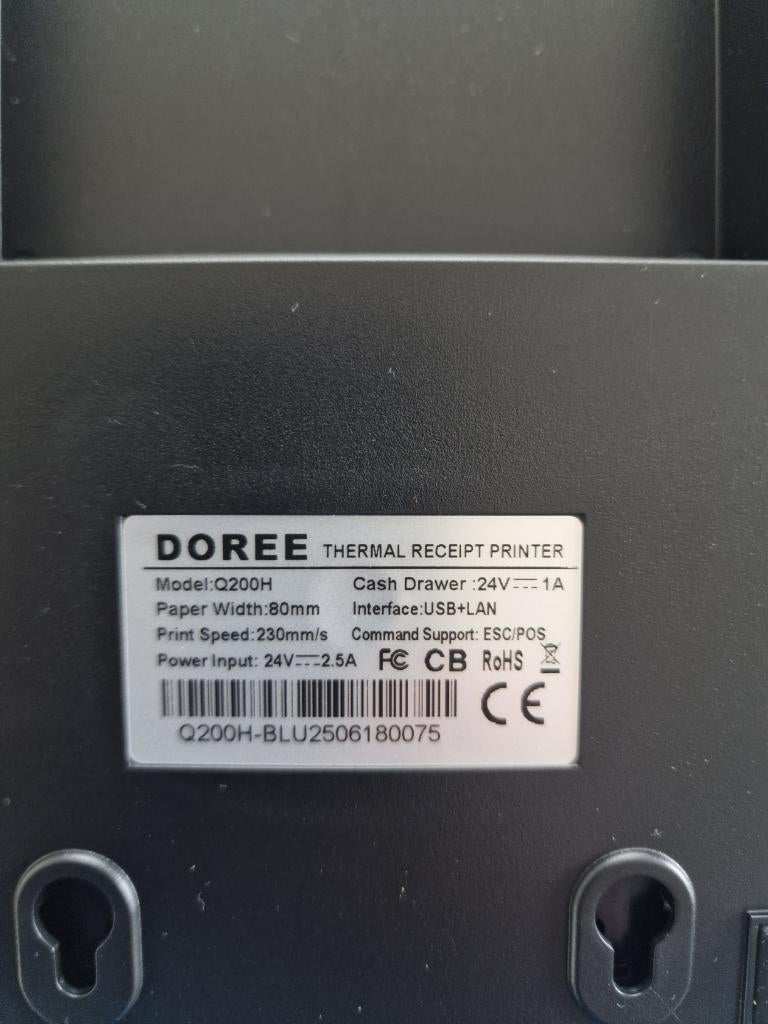 DOREE THERMAL RECEIPT PRINTER
Model:Q200H Cash Drawer :24V⎓1A
Paper Width:80mm Interface:USB+LAN
Print Speed:230mm/s Command Support: ESC/POS
Power Input: 24V⎓2.5A FC CB RoHS
CE
Q200H-BLU2506180075